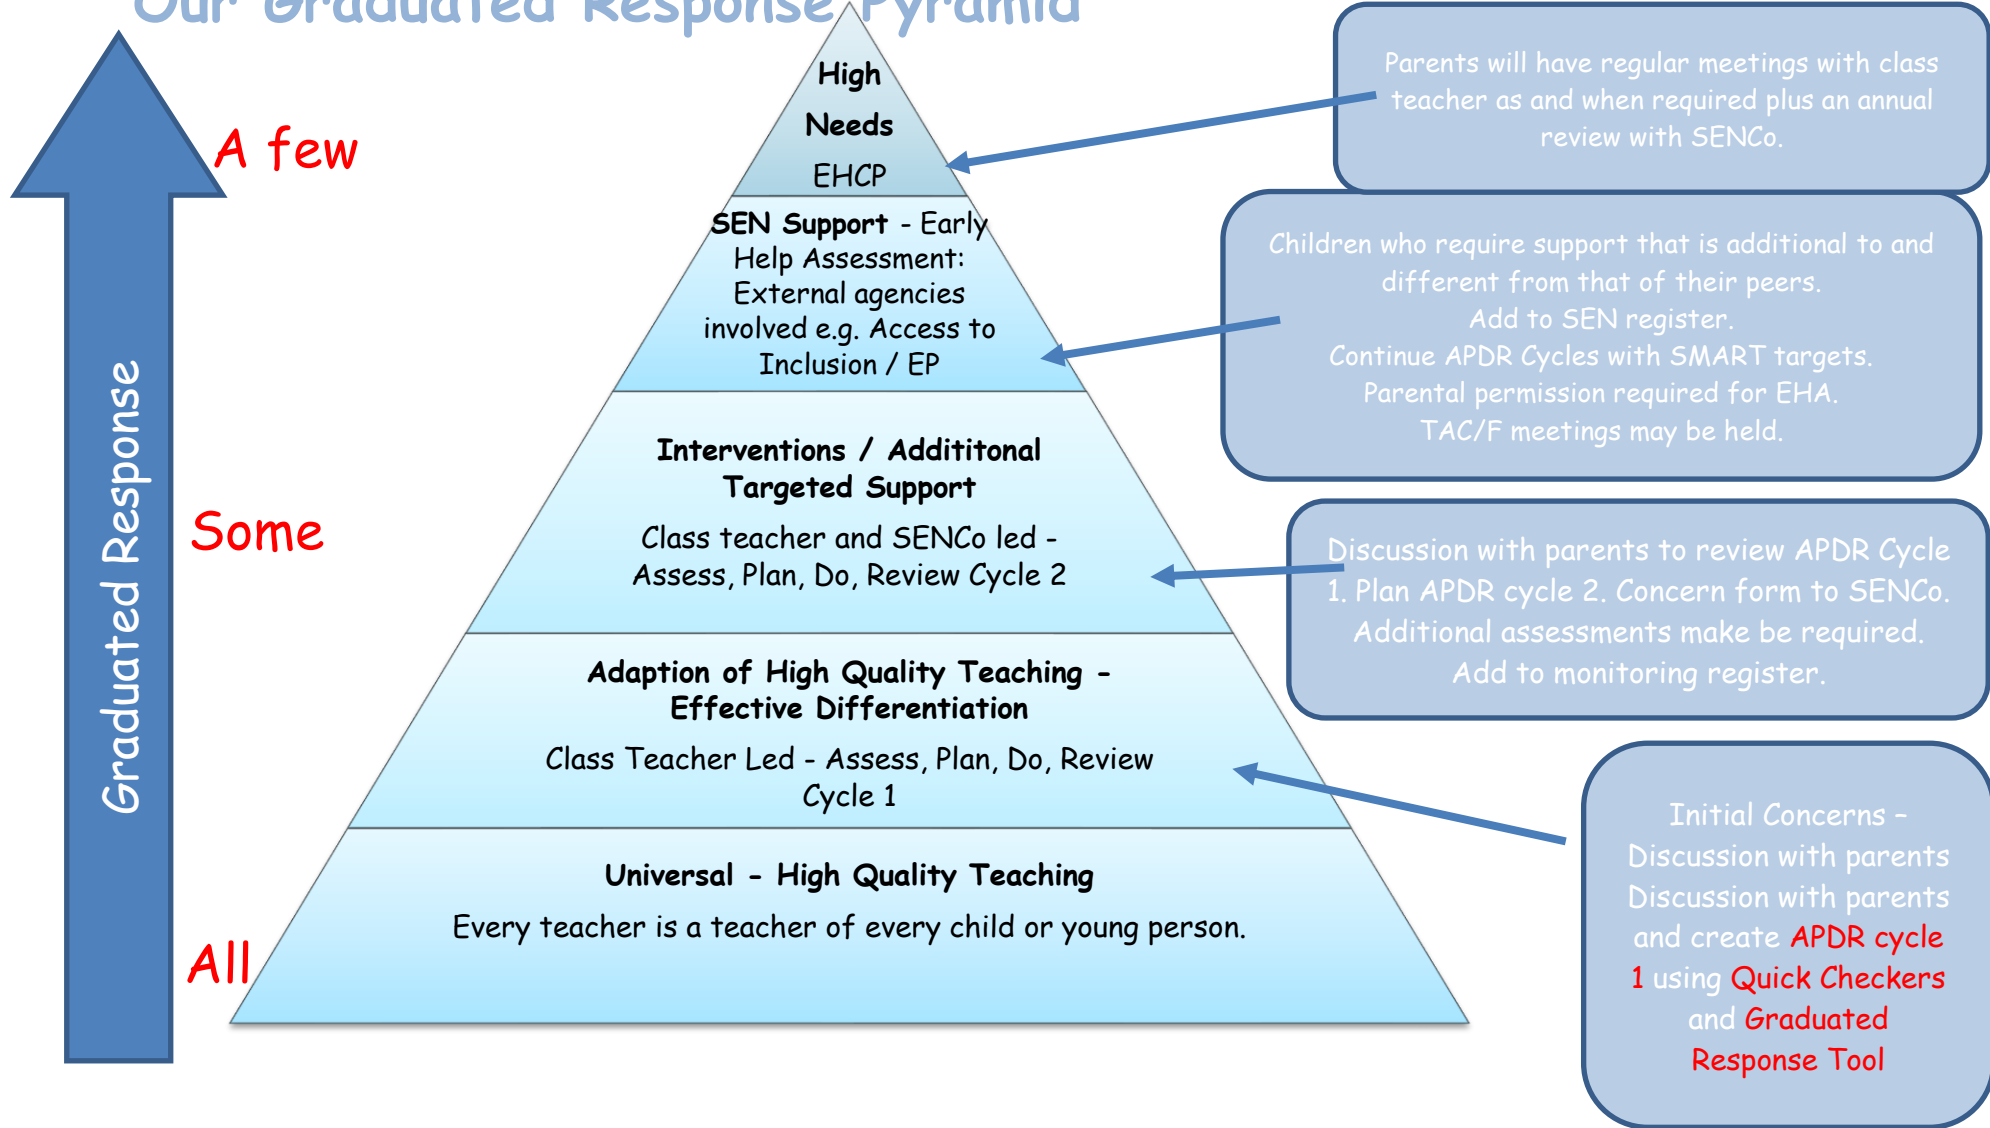 Our Graduated Response Pyramid
Graduated Response
A few
Some
All
High
Needs
EHCP
SEN Support - Early
Help Assessment:
External agencies
involved e.g. Access to
Inclusion / EP
Interventions / Addititonal
Targeted Support
Class teacher and SENCo led -
Assess, Plan, Do, Review Cycle 2
Adaption of High Quality Teaching -
Effective Differentiation
Class Teacher Led - Assess, Plan, Do, Review
Cycle 1
Universal - High Quality Teaching
Every teacher is a teacher of every child or young person.
Parents will have regular meetings with class
teacher as and when required plus an annual
review with SENCo.
Children who require support that is additional to and
different from that of their peers.
Add to SEN register.
Continue APDR Cycles with SMART targets.
Parental permission required for EHA.
TAC/F meetings may be held.
Discussion with parents to review APDR Cycle
1. Plan APDR cycle 2. Concern form to SENCo.
Additional assessments make be required.
Add to monitoring register.
Initial Concerns –
Discussion with parents
Discussion with parents
and create APDR cycle
1 using Quick Checkers
and Graduated
Response Tool